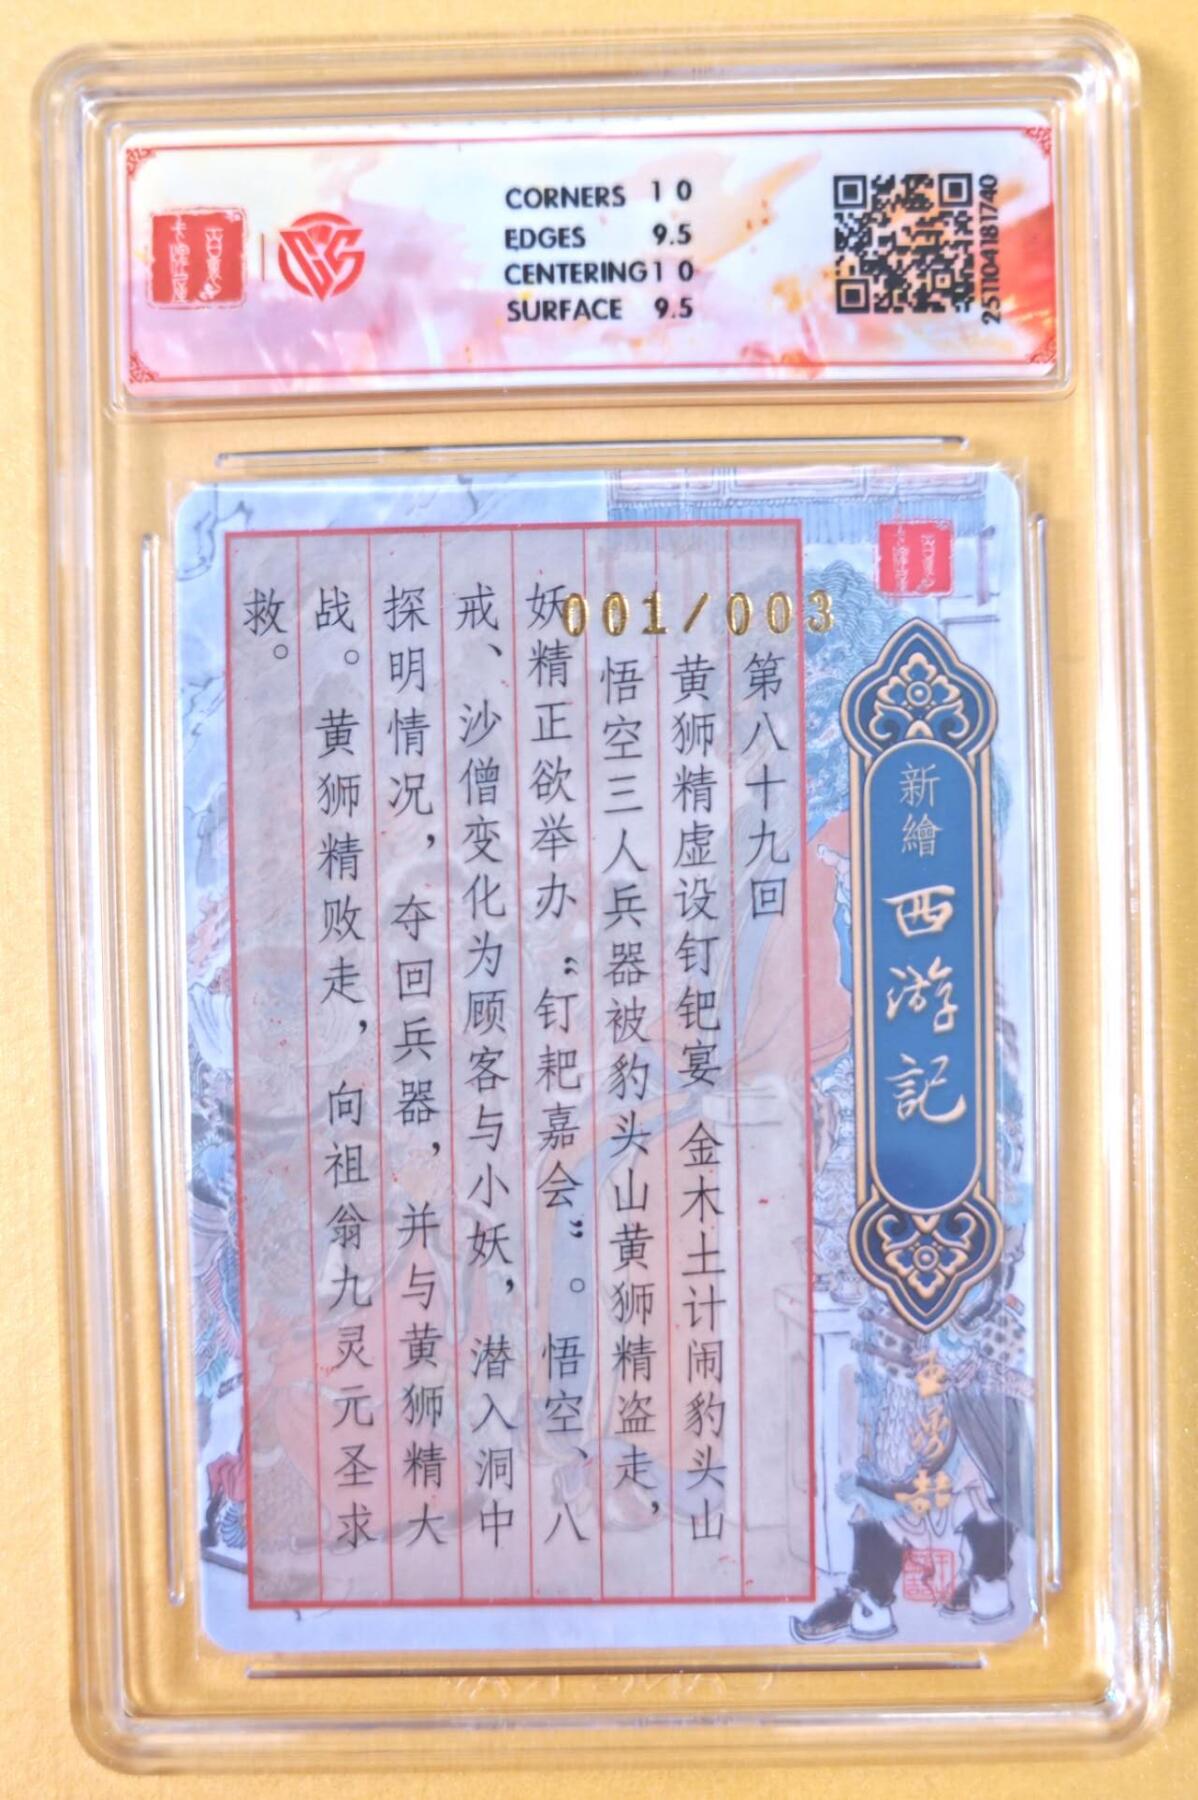 CORNERS 10
EDGES 9.5
CENTERING 10
SURFACE 9.5
251104181740
001/003
第八十九回
黄狮精虚设钉钯宴 金木土计闹豹头山
悟空三人兵器被豹头山黄狮精盗走，
妖精正欲举办“钉耙嘉会”。悟空、八
戒、沙僧变化为顾客与小妖，潜入洞中
探明情况，夺回兵器，并与黄狮精大
战。黄狮精败走，向祖翁九灵元圣求
救。
新繪
西游記